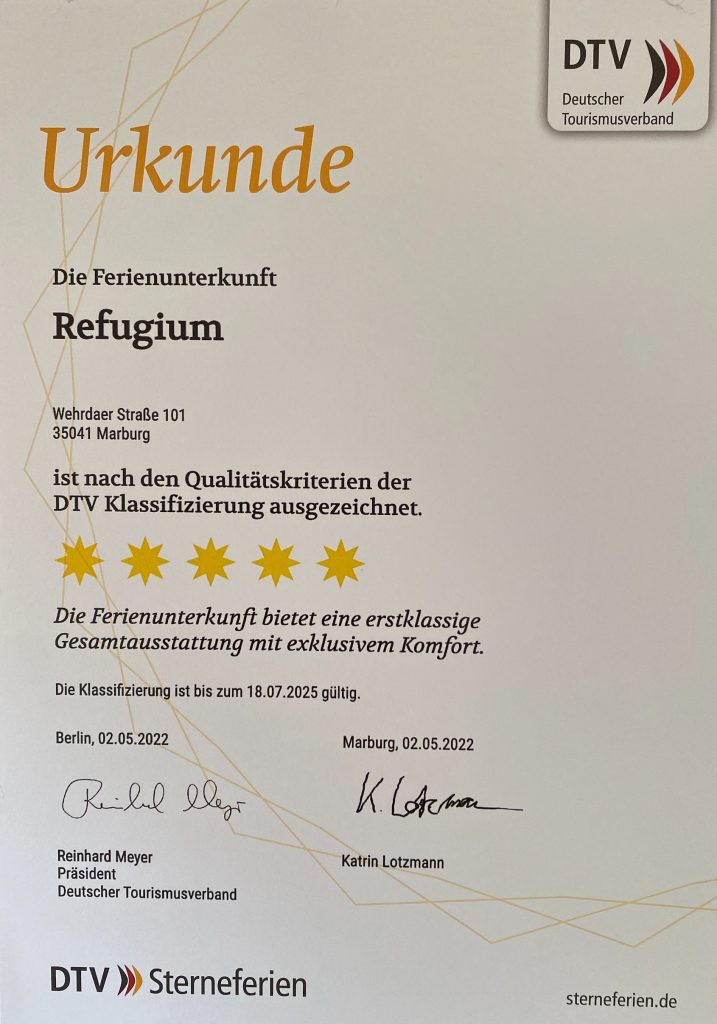 DTV
Deutscher
Tourismusverband
Urkunde
Die Ferienunterkunft
Refugium
Wehrdaer Straße 101
35041 Marburg
ist nach den Qualitätskriterien der
DTV Klassifizierung ausgezeichnet.
Die Ferienunterkunft bietet eine erstklassige
Gesamtausstattung mit exklusivem Komfort.
Die Klassifizierung ist bis zum 18.07.2025 gültig.
Berlin, 02.05.2022
Marburg, 02.05.2022
Reinhard Meyer
K. Lotzmann
Reinhard Meyer
Präsident
Deutscher Tourismusverband
Katrin Lotzmann
DTV Sterneferien
sterneferien.de